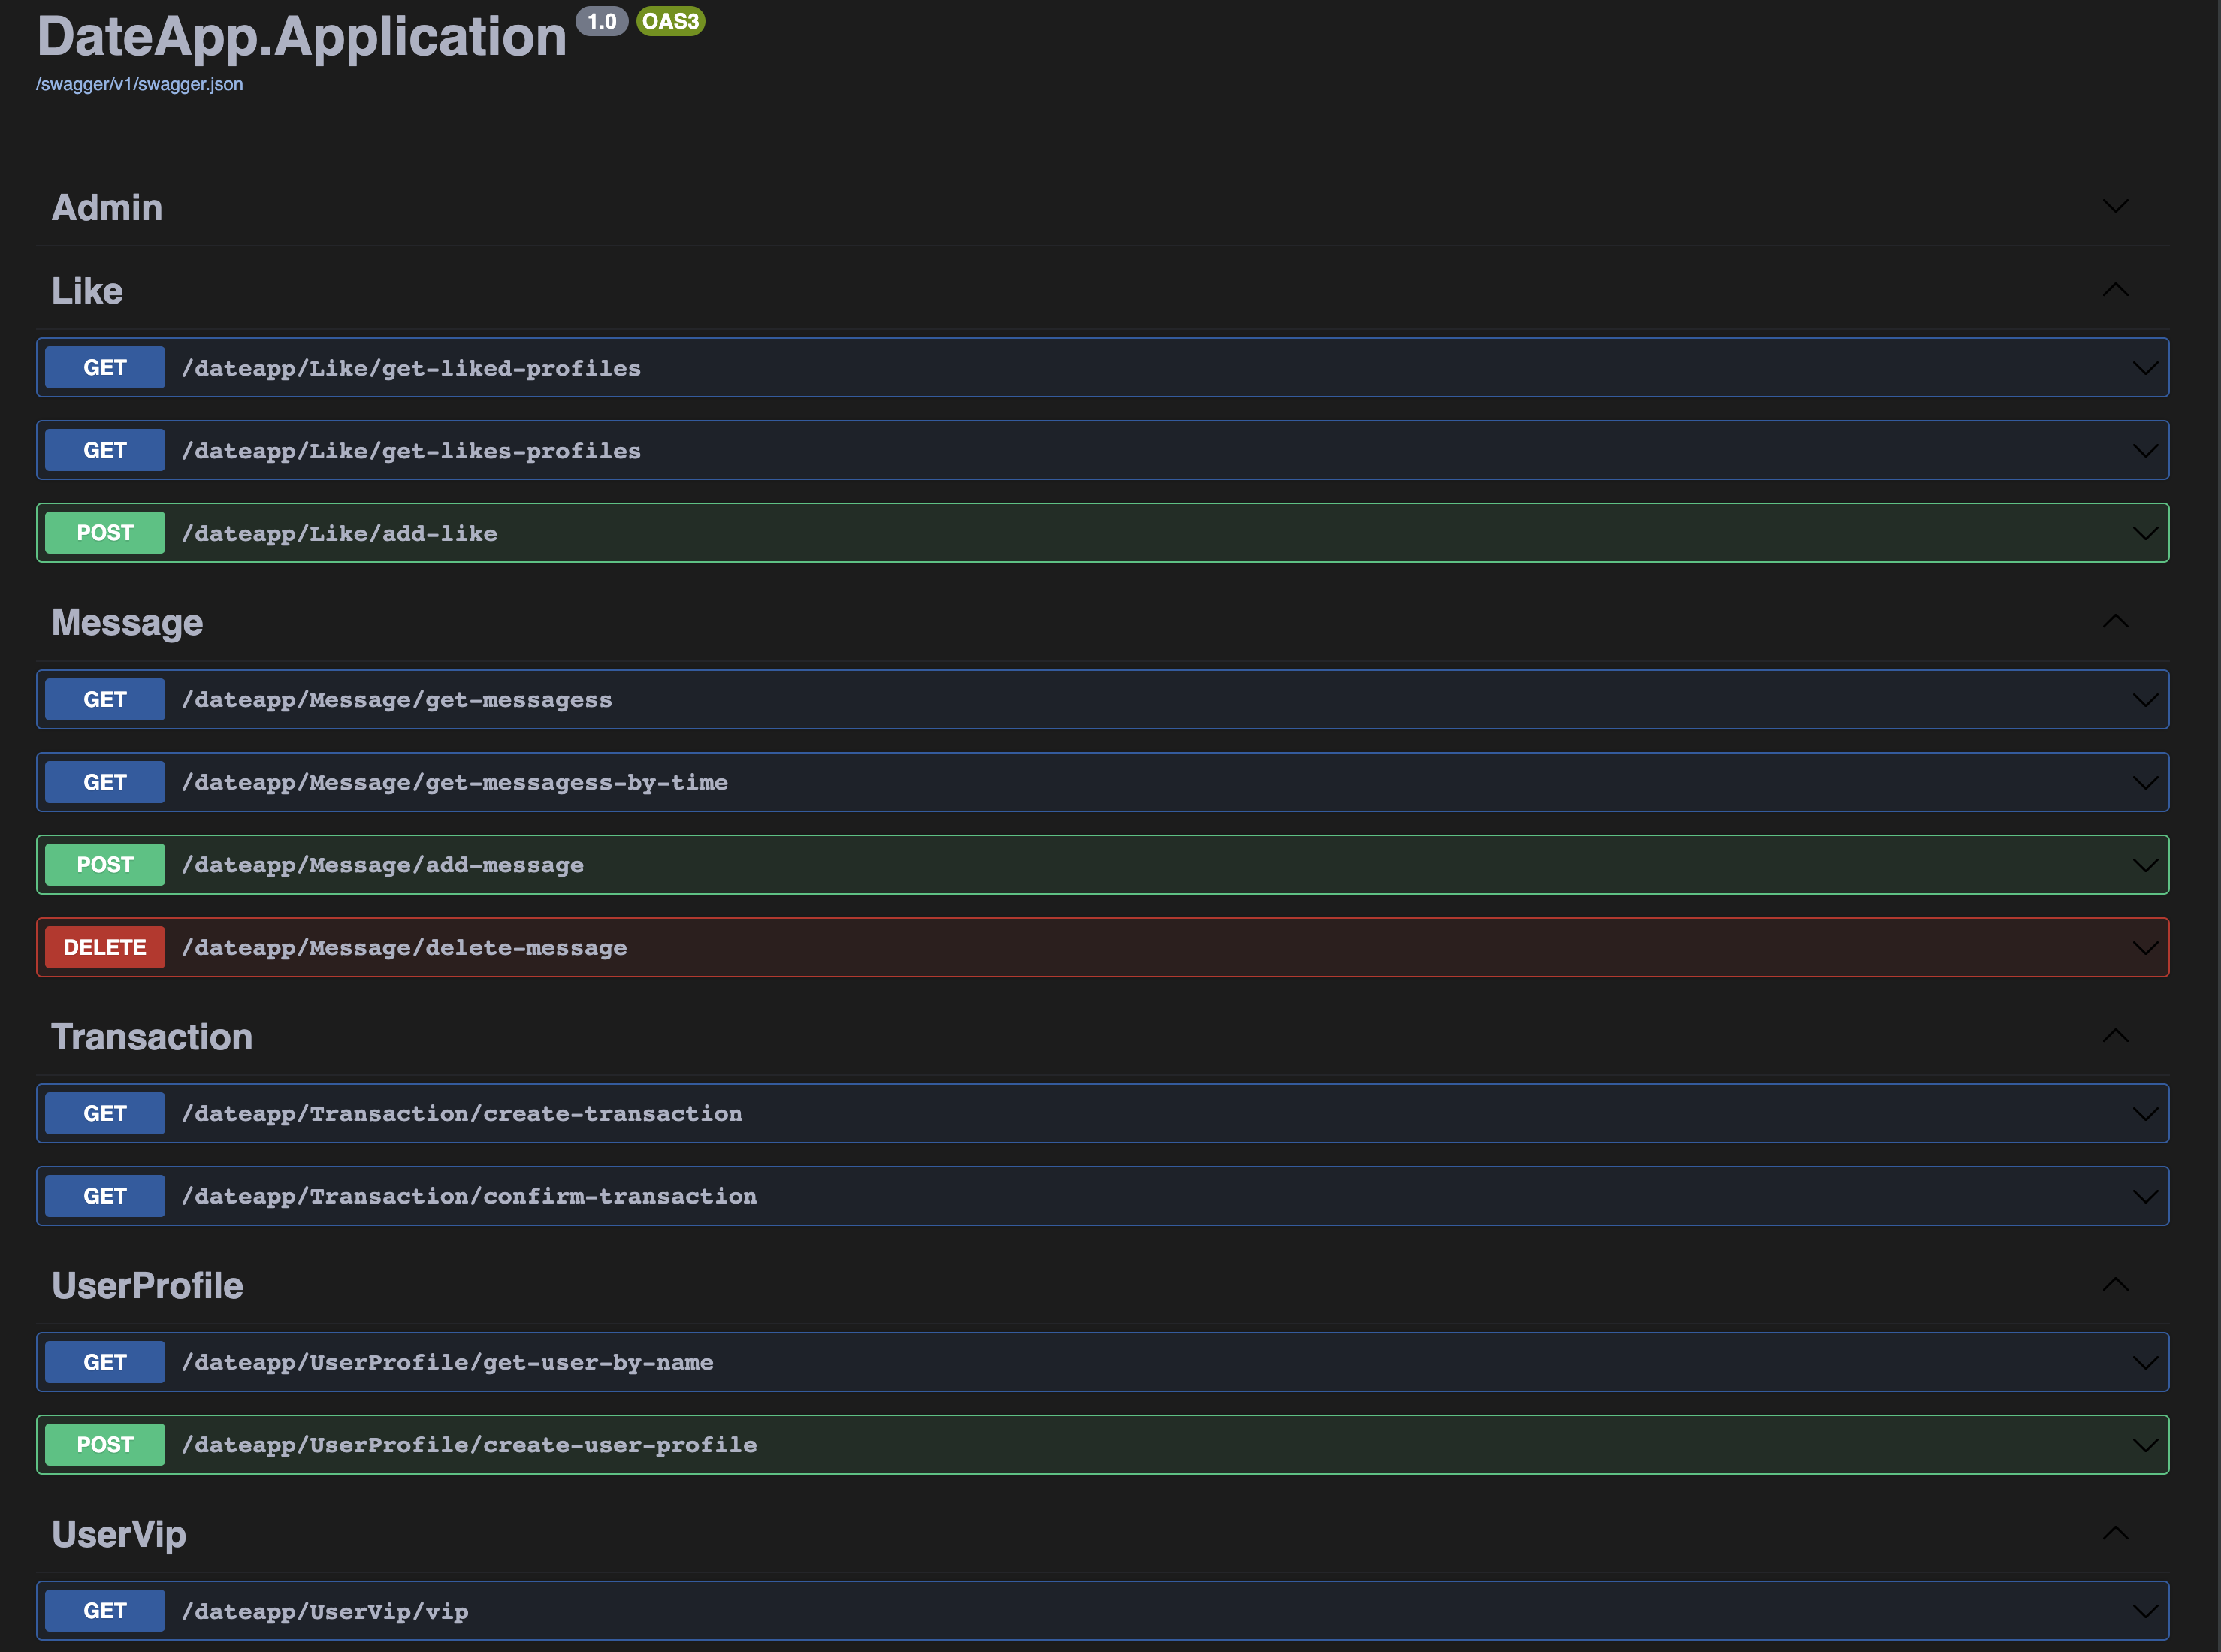 DateApp.Application 1.0 OAS3
/swagger/v1/swagger.json
Admin
Like
GET /dateapp/Like/get-liked-profiles
GET /dateapp/Like/get-likes-profiles
POST /dateapp/Like/add-like
Message
GET /dateapp/Message/get-messagess
GET /dateapp/Message/get-messagess-by-time
POST /dateapp/Message/add-message
DELETE /dateapp/Message/delete-message
Transaction
GET /dateapp/Transaction/create-transaction
GET /dateapp/Transaction/confirm-transaction
UserProfile
GET /dateapp/UserProfile/get-user-by-name
POST /dateapp/UserProfile/create-user-profile
UserVip
GET /dateapp/UserVip/vip